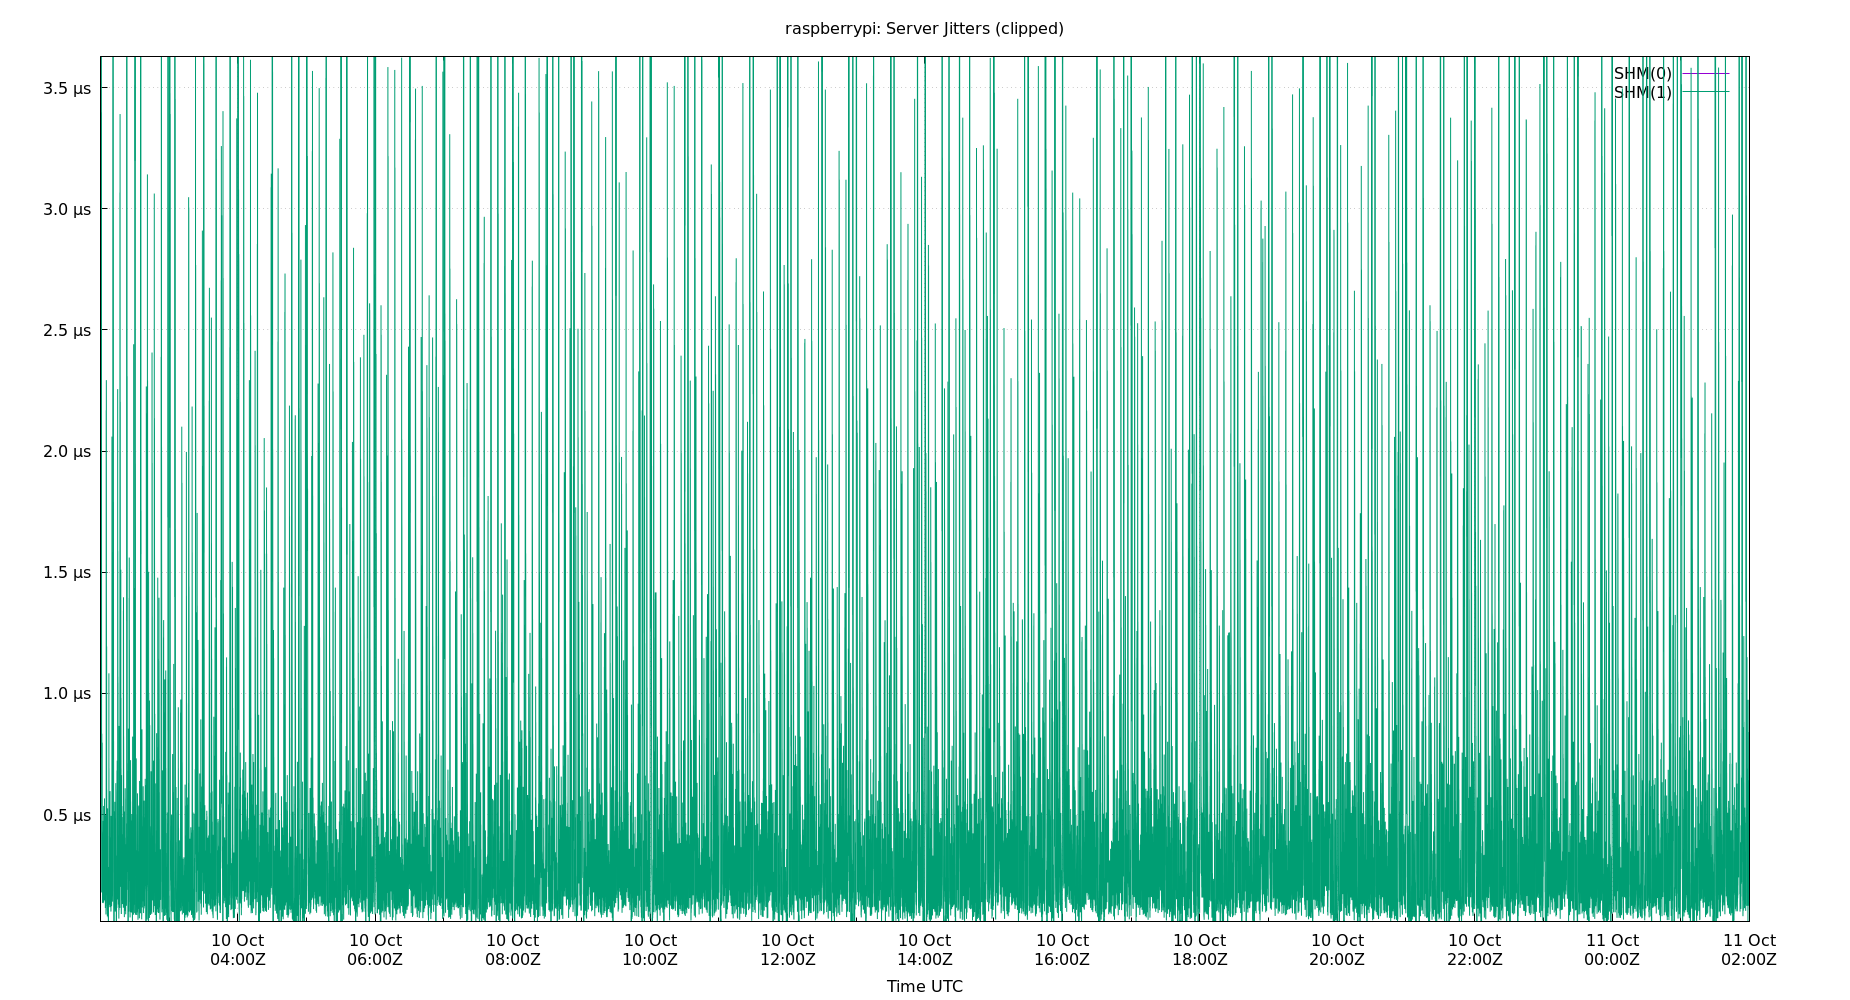 raspberrypi: Server Jitters (clipped)
SHM(0)
SHM(1)
3.5 μs
3.0 μs
2.5 μs
2.0 μs
1.5 μs
1.0 μs
0.5 μs
10 Oct 10 Oct 10 Oct 10 Oct 10 Oct 10 Oct 10 Oct 10 Oct 10 Oct 10 Oct 11 Oct 11 Oct
04:00Z 06:00Z 08:00Z 10:00Z 12:00Z 14:00Z 16:00Z 18:00Z 20:00Z 22:00Z 00:00Z 02:00Z
Time UTC